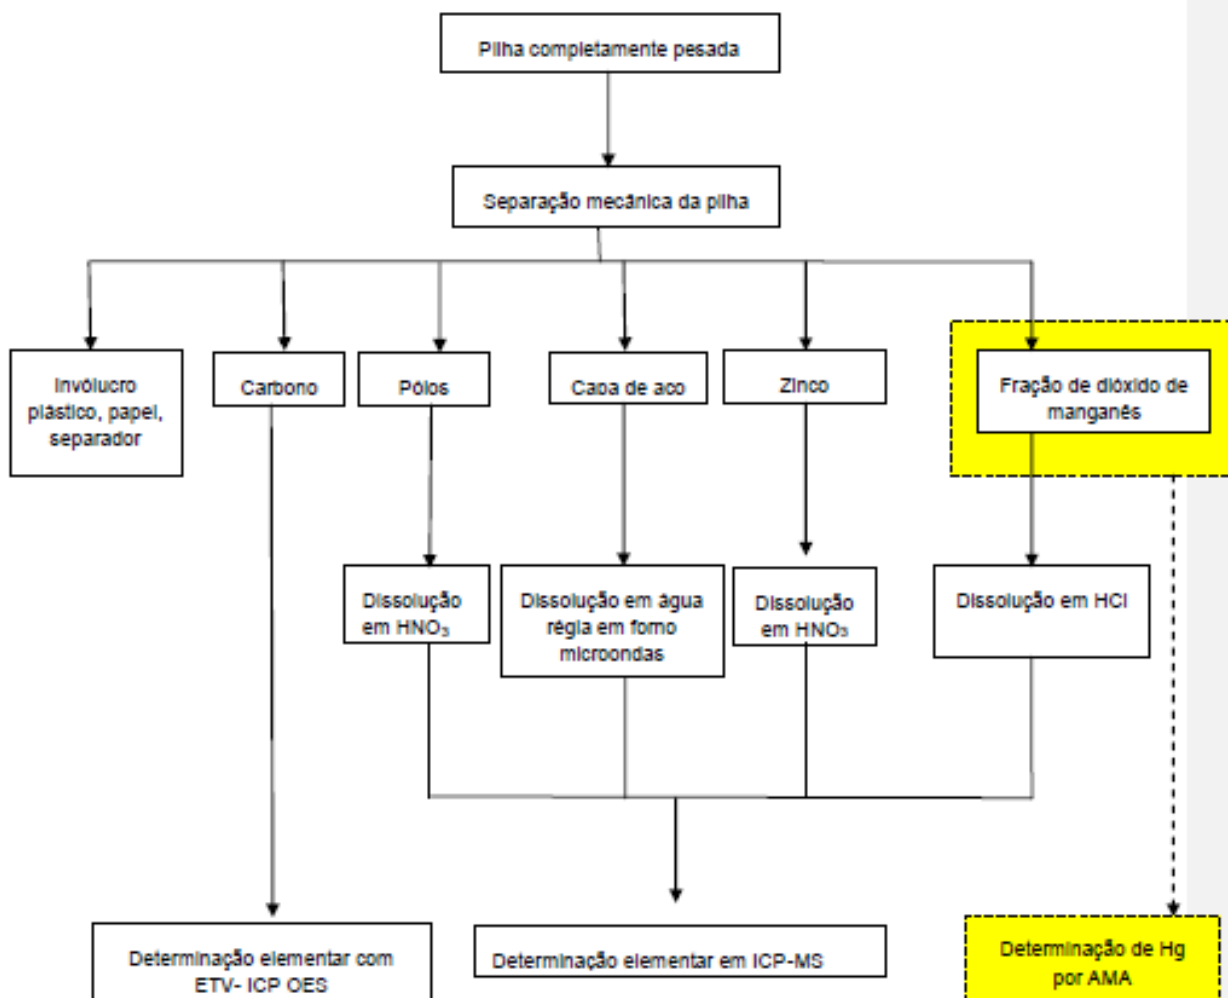 Pilha completamente pesada
Separação mecânica da pilha
Invólucro
plástico, papel,
separador
Carbono
Pólos
Capa de aco
Zinco
Fração de dióxido de
manganês
Dissolução
em HNO₃
Dissolução em água
régia em forno
microondas
Dissolução
em HNO₃
Dissolução em HCl
Determinação elementar com
ETV- ICP OES
Determinação elementar em ICP-MS
Determinação de Hg
por AMA